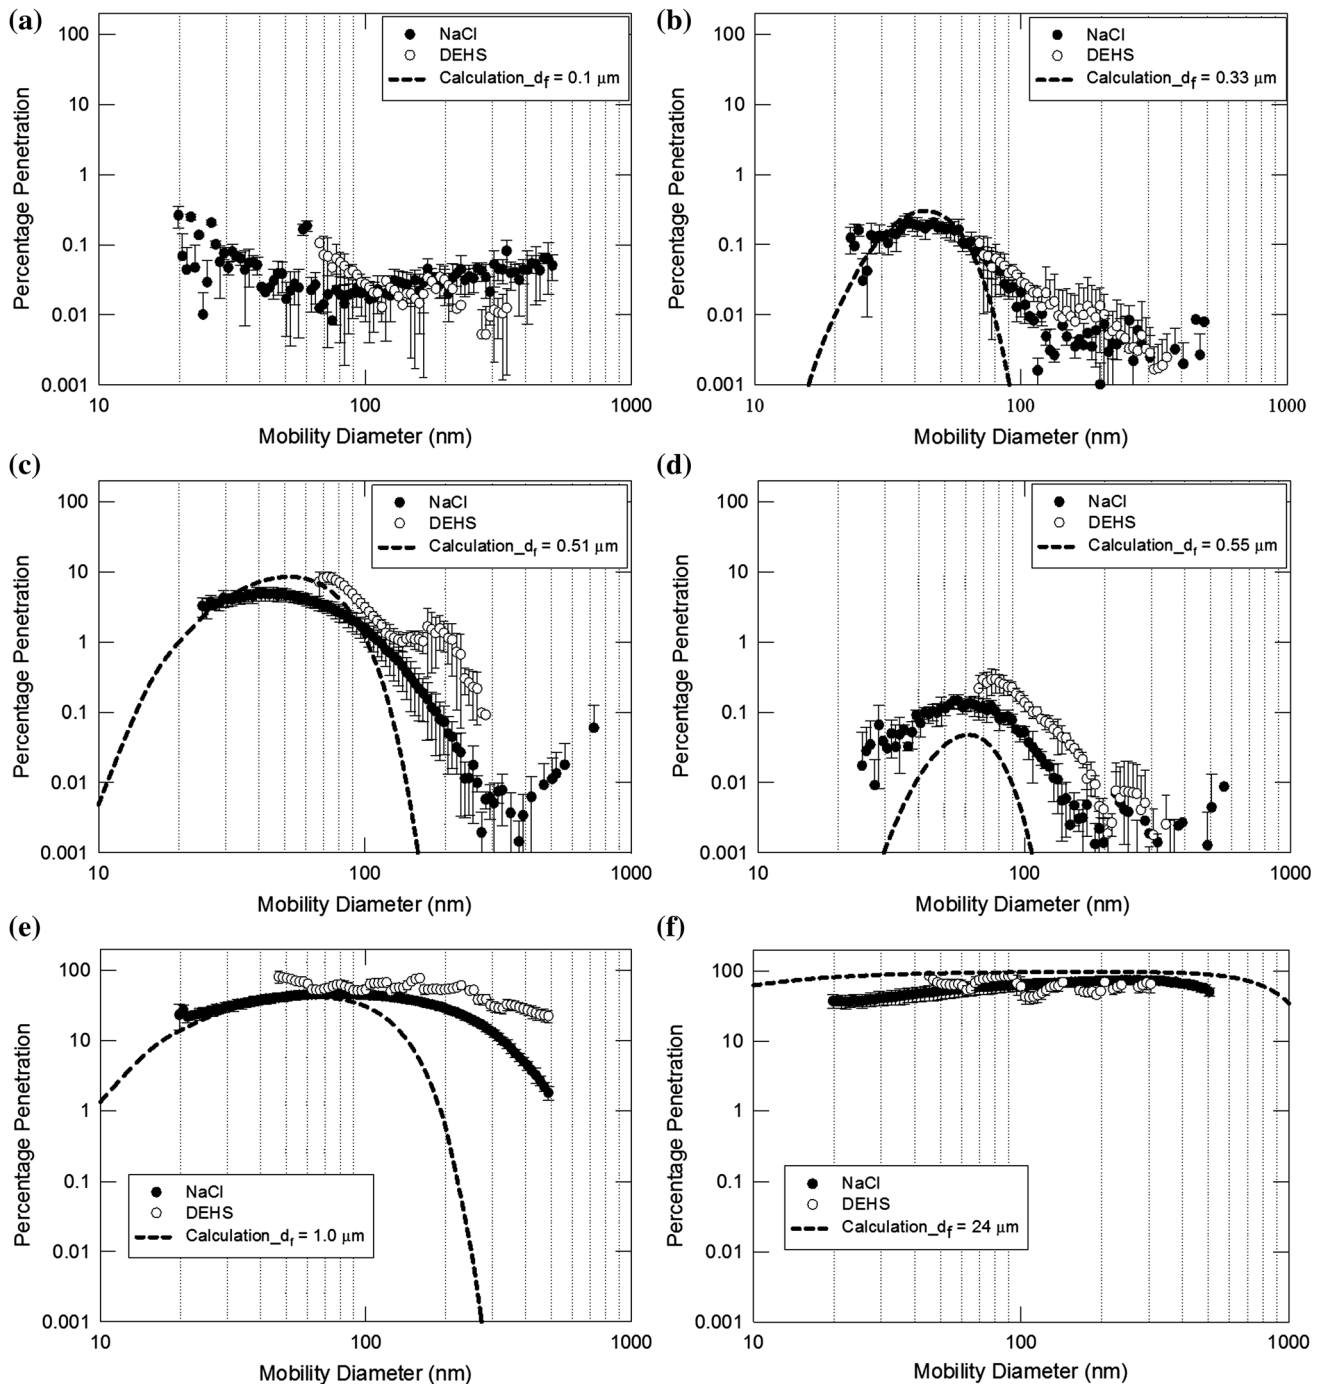 (a)
100
10
1
0.1
0.01
0.001
Percentage Penetration
NaCl
DEHS
Calculation_df = 0.1 μm
10
100
1000
Mobility Diameter (nm)
(b)
100
10
1
0.1
0.01
0.001
Percentage Penetration
NaCl
DEHS
Calculation_df = 0.33 μm
10
100
1000
Mobility Diameter (nm)
(c)
100
10
1
0.1
0.01
0.001
Percentage Penetration
NaCl
DEHS
Calculation_df = 0.51 μm
10
100
1000
Mobility Diameter (nm)
(d)
100
10
1
0.1
0.01
0.001
Percentage Penetration
NaCl
DEHS
Calculation_df = 0.55 μm
10
100
1000
Mobility Diameter (nm)
(e)
100
10
1
0.1
0.01
0.001
Percentage Penetration
NaCl
DEHS
Calculation_df = 1.0 μm
10
100
1000
Mobility Diameter (nm)
(f)
100
10
1
0.1
0.01
0.001
Percentage Penetration
NaCl
DEHS
Calculation_df = 24 μm
10
100
1000
Mobility Diameter (nm)